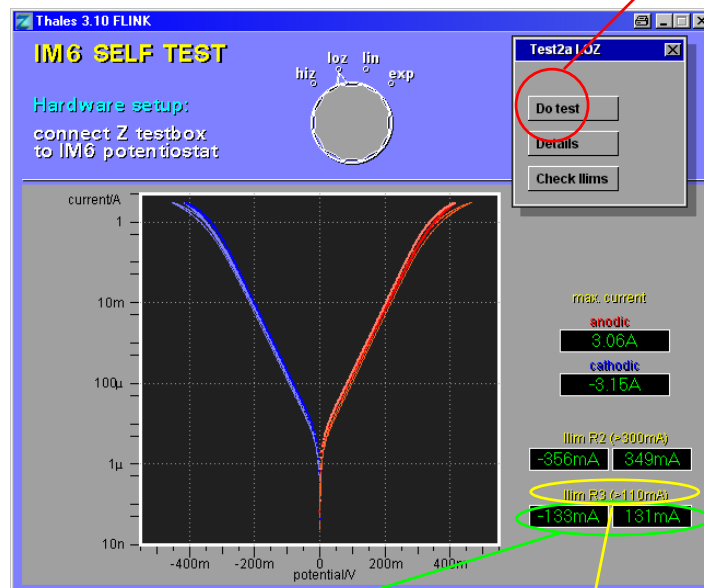 Thales 3.10 FLINK
IM6 SELF TEST
Hardware setup:
connect Z testbox
to IM6 potentiostat
hiz loz lin exp
Test2a LOZ
Do test
Details
Check Ilims
current/A
1
10m
100µ
1µ
10n
-400m -200m 0 200m 400m
potential/V
max. current
anodic
3.06A
cathodic
-3.15A
Ilim R2 (>300mA)
-356mA 349mA
Ilim R3 (>110mA)
-133mA 131mA